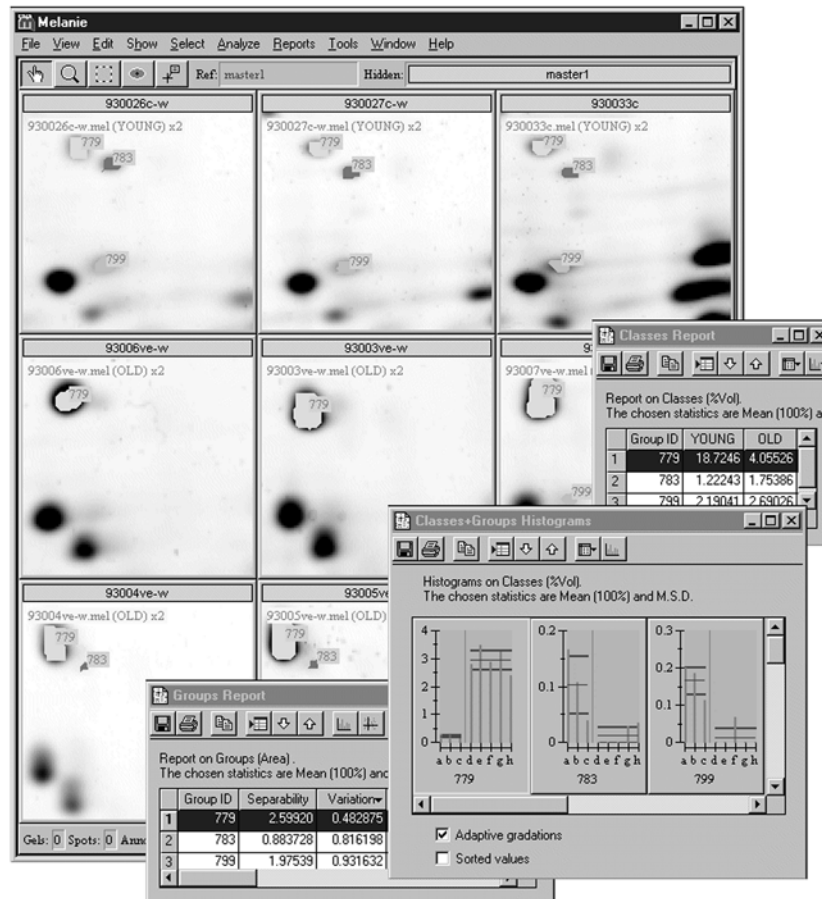 Melanie
File View Edit Show Select Analyze Reports Tools Window Help
Ref: master1 Hidden: master1
930026c-w 930027c-w 930033c
930026c-w.mel (YOUNG) x2 930027c-w.mel (YOUNG) x2 930033c.mel (YOUNG) x2
779 779 779
783 783 783
799 799 799
93006ve-w 93003ve-w
93006ve-w.mel (OLD) x2 93003ve-w.mel (OLD) x2 93007ve-w.mel
779 779 779
799
93004ve-w 93005ve
93004ve-w.mel (OLD) x2 93005ve-w.mel (OLD) x2
779 779
783 783
Gels: 0 Spots: 0
Classes Report
Report on Classes (%Vol).
The chosen statistics are Mean (100%)
Group ID YOUNG OLD
1 779 18.7246 4.05526
2 783 1.22243 1.75386
3 799 2.19041 2.69026
Classes+Groups Histograms
Histograms on Classes (%Vol).
The chosen statistics are Mean (100%) and M.S.D.
4 0.2 0.3
3 0.2
2 0.1
1 0.1
0 0 0
a b c d e f g h a b c d e f g h a b c d e f g h
779 783 799
Adaptive gradations
Sorted values
Groups Report
Report on Groups (Area) .
The chosen statistics are Mean (100%) and
Group ID Separability Variation
1 779 2.59920 0.482875
2 783 0.883728 0.816198
3 799 1.97539 0.931632